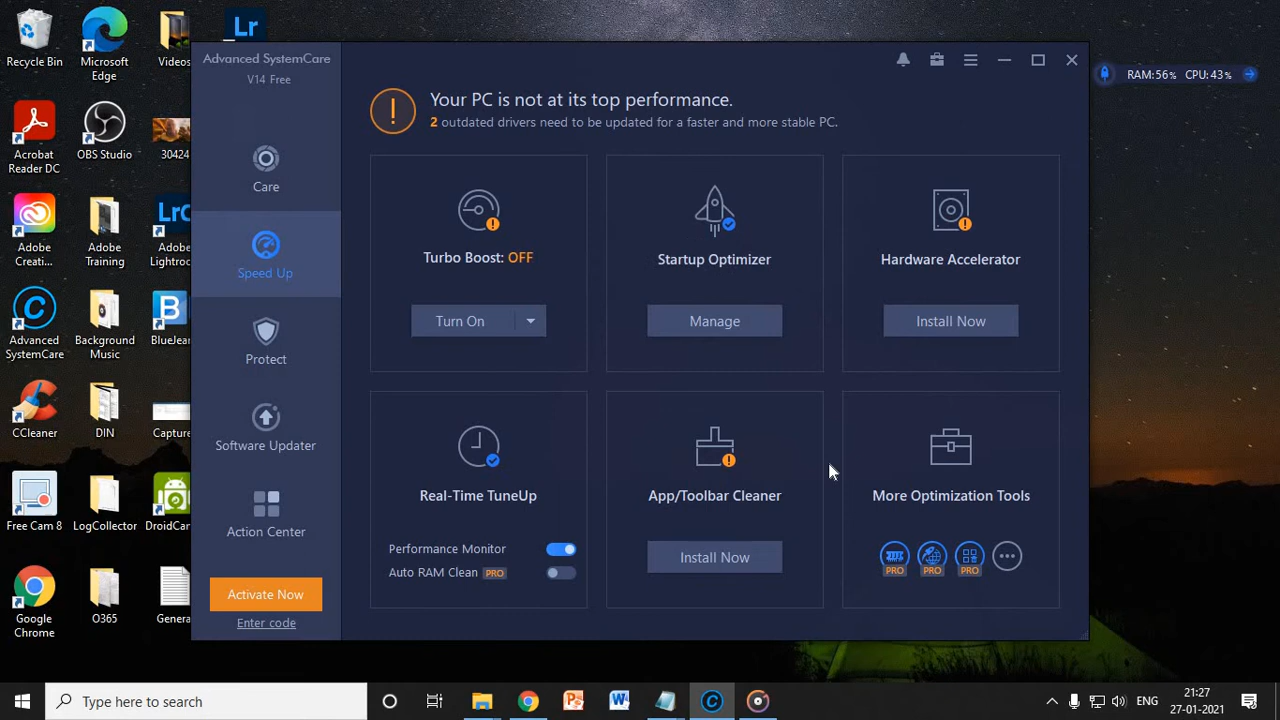 Recycle Bin
Microsoft Edge
Videos
Lr
Acrobat Reader DC
OBS Studio
30424
Adobe Creati...
Adobe Training
LrC
Adobe Lightroc
Advanced SystemCare
Background Music
BlueJean
CCleaner
DIN
Capture
Free Cam 8
LogCollector
DroidCar
Google Chrome
O365
Genera
Advanced SystemCare
V14 Free
Care
Speed Up
Protect
Software Updater
Action Center
Activate Now
Enter code
Your PC is not at its top performance.
2 outdated drivers need to be updated for a faster and more stable PC.
Turbo Boost: OFF
Turn On
Startup Optimizer
Manage
Hardware Accelerator
Install Now
Real-Time TuneUp
Performance Monitor
Auto RAM Clean PRO
App/Toolbar Cleaner
Install Now
More Optimization Tools
PRO PRO PRO
RAM:56% CPU:43%
Type here to search
ENG
21:27
27-01-2021